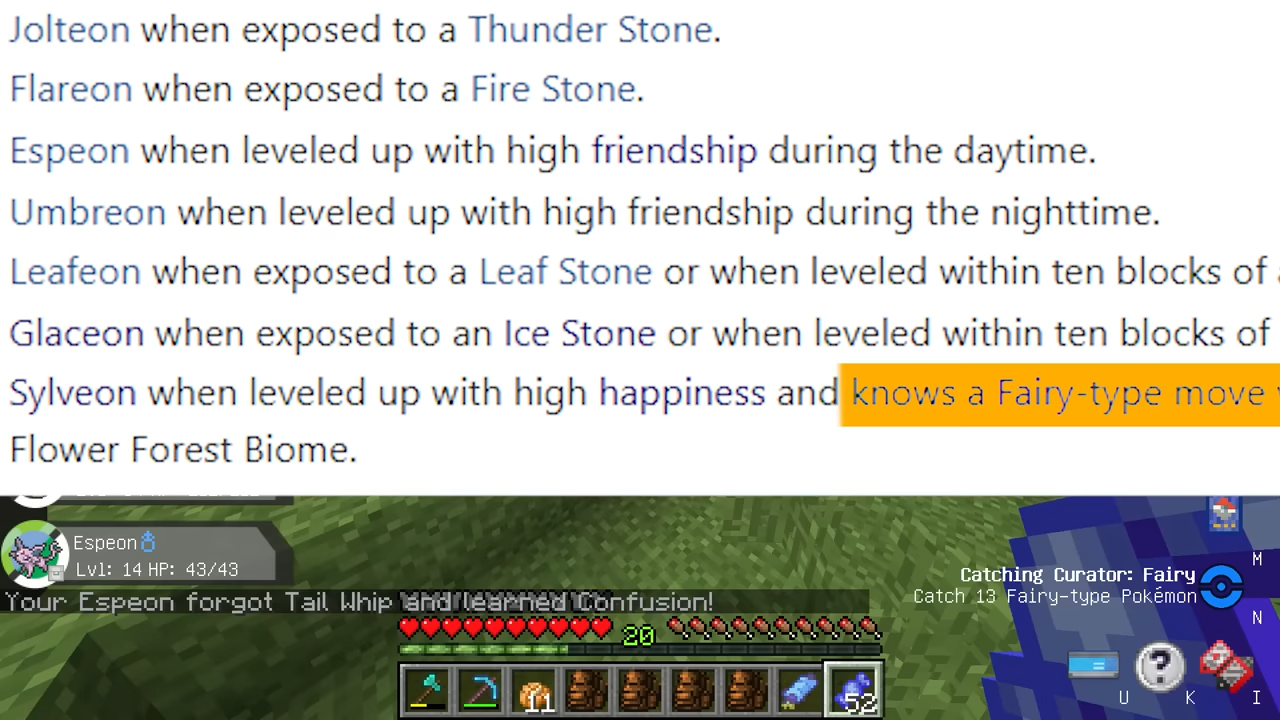 Jolteon when exposed to a Thunder Stone.
Flareon when exposed to a Fire Stone.
Espeon when leveled up with high friendship during the daytime.
Umbreon when leveled up with high friendship during the nighttime.
Leafeon when exposed to a Leaf Stone or when leveled within ten blocks of
Glaceon when exposed to an Ice Stone or when leveled within ten blocks of
Sylveon when leveled up with high happiness and knows a Fairy-type move
Flower Forest Biome.
Espeon
Lvl: 14 HP: 43/43
Your Espeon forgot Tail Whip and learned Confusion!
Catching Curator: Fairy
Catch 13 Fairy-type Pokémon
M
N
20
11
52
?
U K I